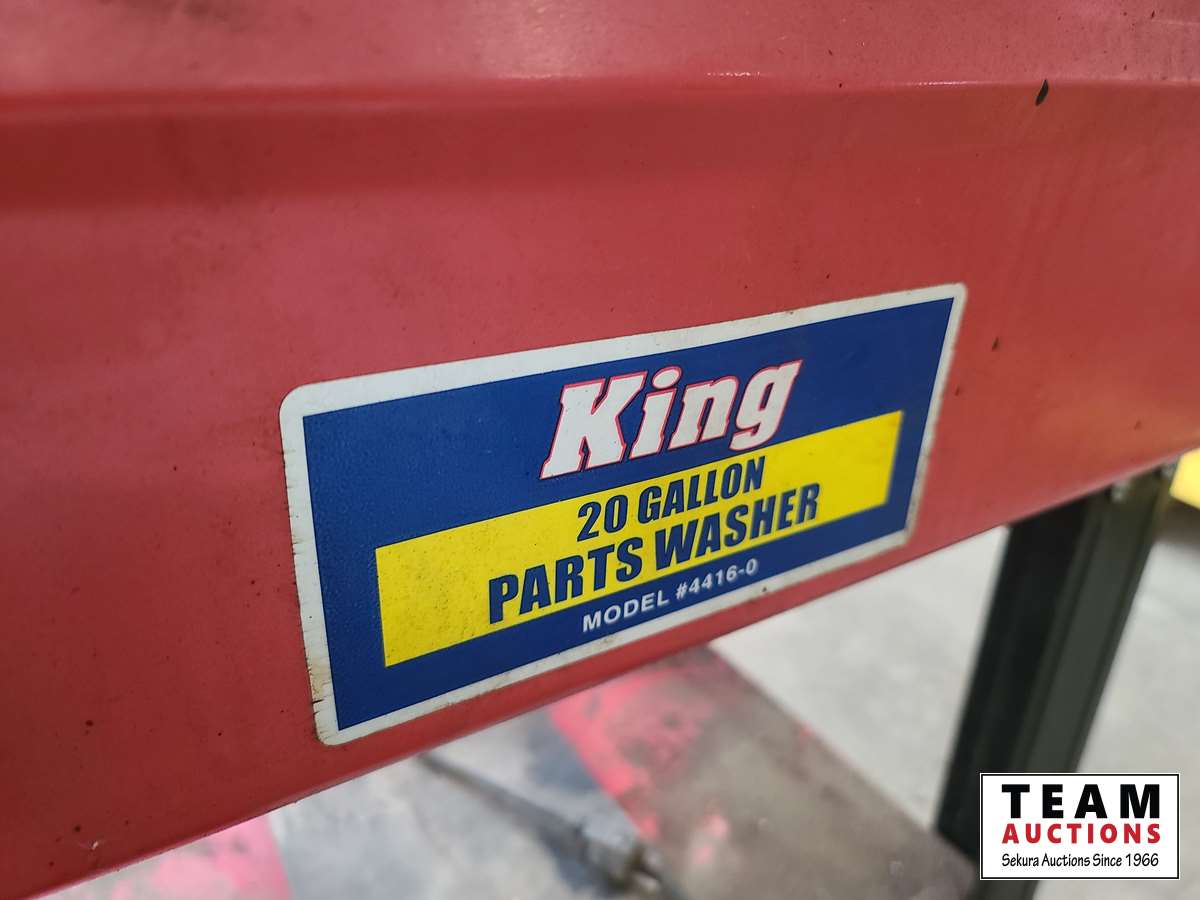 King
20 GALLON
PARTS WASHER
MODEL #4416-0
TEAM
AUCTIONS
Sekura Auctions Since 1966